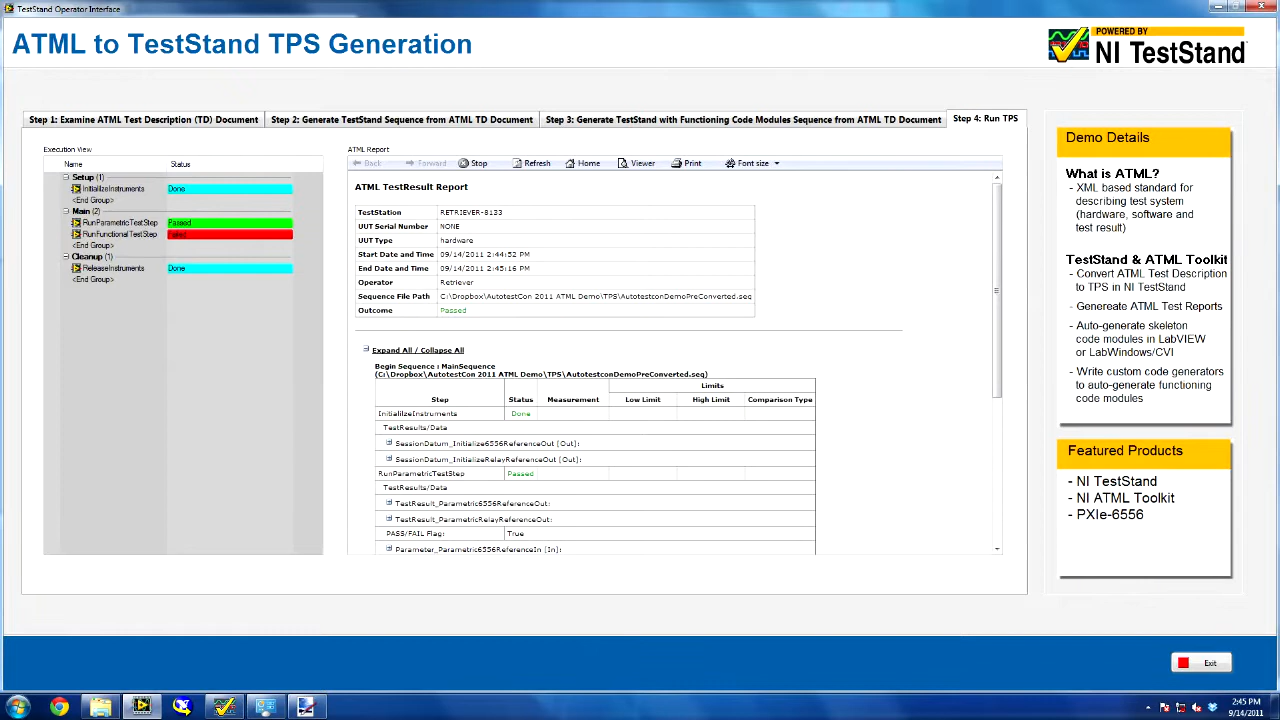 TestStand Operator Interface
ATML to TestStand TPS Generation
POWERED BY
NI TestStand
Step 1: Examine ATML Test Description (TD) Document
Step 2: Generate TestStand Sequence from ATML TD Document
Step 3: Generate TestStand with Functioning Code Modules Sequence from ATML TD Document
Step 4: Run TPS
Execution View
Name Status
Setup (1)
InitializeInstruments Done
<End Group>
Main (2)
RunParametricTestStep Passed
RunFunctionalTestStep Failed
<End Group>
Cleanup (1)
ReleaseInstruments Done
<End Group>
ATML Report
Back Forward Stop Refresh Home Viewer Print Font size
ATML TestResult Report
TestStation RETRIEVER-8133
UUT Serial Number NONE
UUT Type hardware
Start Date and Time 09/14/2011 2:44:52 PM
End Date and Time 09/14/2011 2:45:16 PM
Operator Retriever
Sequence File Path C:\Dropbox\AutotestCon 2011 ATML Demo\TPS\AutotestconDemoPreConverted.seq
Outcome Passed
Expand All / Collapse All
Begin Sequence : MainSequence
(C:\Dropbox\AutotestCon 2011 ATML Demo\TPS\AutotestconDemoPreConverted.seq)
Limits
Step Status Measurement Low Limit High Limit Comparison Type
InitialilzeInstruments Done
TestResults/Data
SessionDatum_Initialize6556ReferenceOut [Out]:
SessionDatum_InitializeRelayReferenceOut [Out]:
RunParametricTestStep Passed
TestResults/Data
TestResult_Parametric6556ReferenceOut:
TestResult_ParametricRelayReferenceOut:
PASS/FAIL Flag: True
Parameter_Parametric6556ReferenceIn [In]:
Demo Details
What is ATML?
- XML based standard for
describing test system
(hardware, software and
test result)
TestStand & ATML Toolkit
- Convert ATML Test Description
to TPS in NI TestStand
- Genereate ATML Test Reports
- Auto-generate skeleton
code modules in LabVIEW
or LabWindows/CVI
- Write custom code generators
to auto-generate functioning
code modules
Featured Products
- NI TestStand
- NI ATML Toolkit
- PXIe-6556
Exit
2:45 PM
9/14/2011